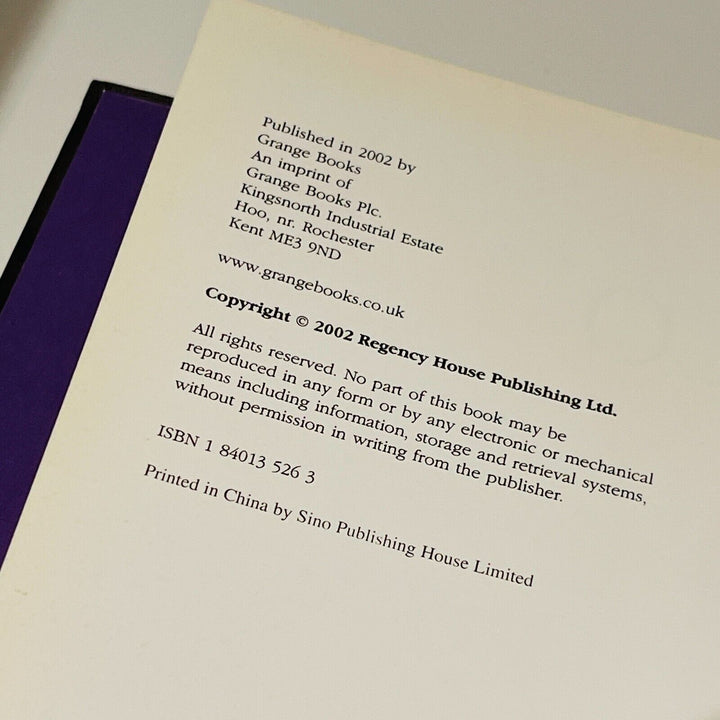 Published in 2002 by
Grange Books
An imprint of
Grange Books Plc.
Kingsnorth Industrial Estate
Hoo, nr. Rochester
Kent ME3 9ND
www.grangebooks.co.uk
Copyright © 2002 Regency House Publishing Ltd.
All rights reserved. No part of this book may be
reproduced in any form or by any electronic or mechanical
means including information, storage and retrieval systems,
without permission in writing from the publisher.
ISBN 1 84013 526 3
Printed in China by Sino Publishing House Limited